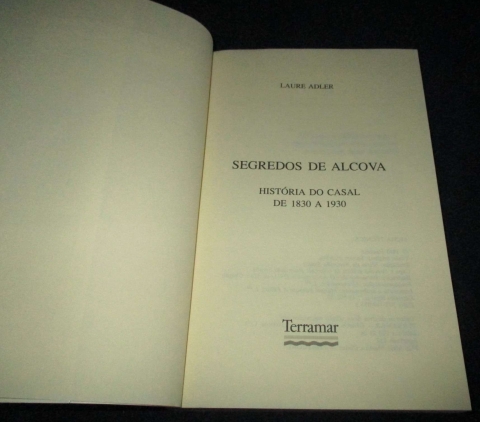 LAURE ADLER
SEGREDOS DE ALCOVA
HISTÓRIA DO CASAL
DE 1830 A 1930
Terramar